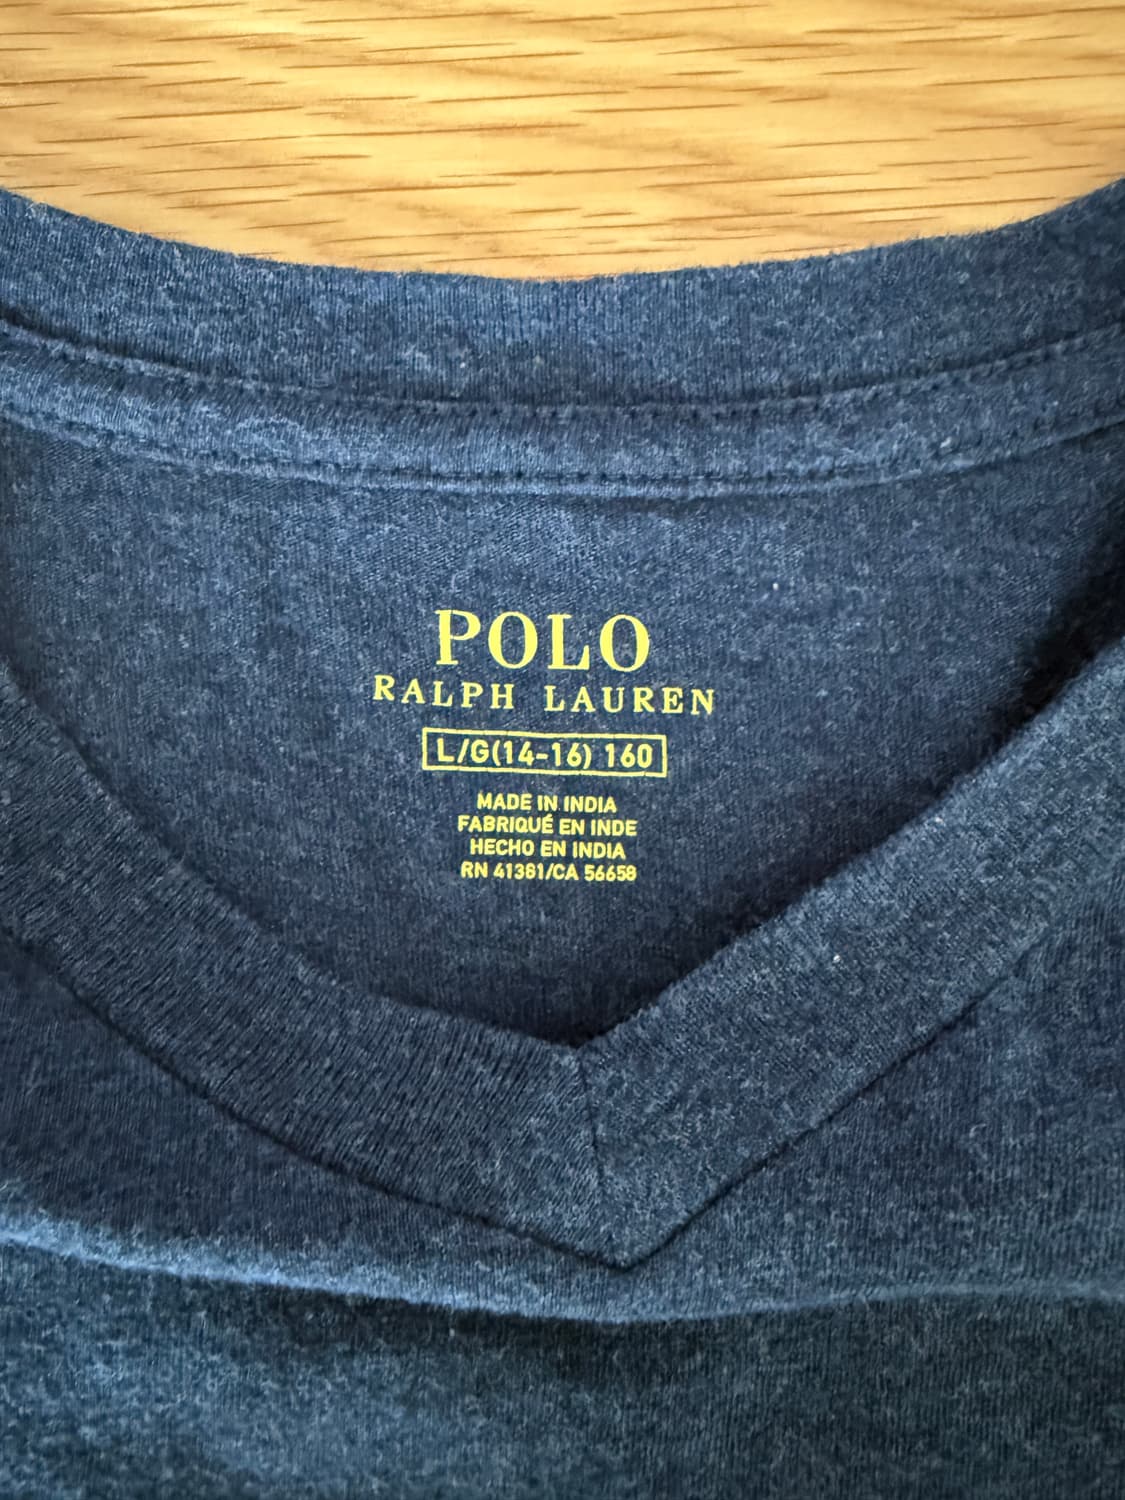 POLO
RALPH LAUREN
L/G(14-16) 160
MADE IN INDIA
FABRIQUÉ EN INDE
HECHO EN INDIA
RN 41381/CA 56658